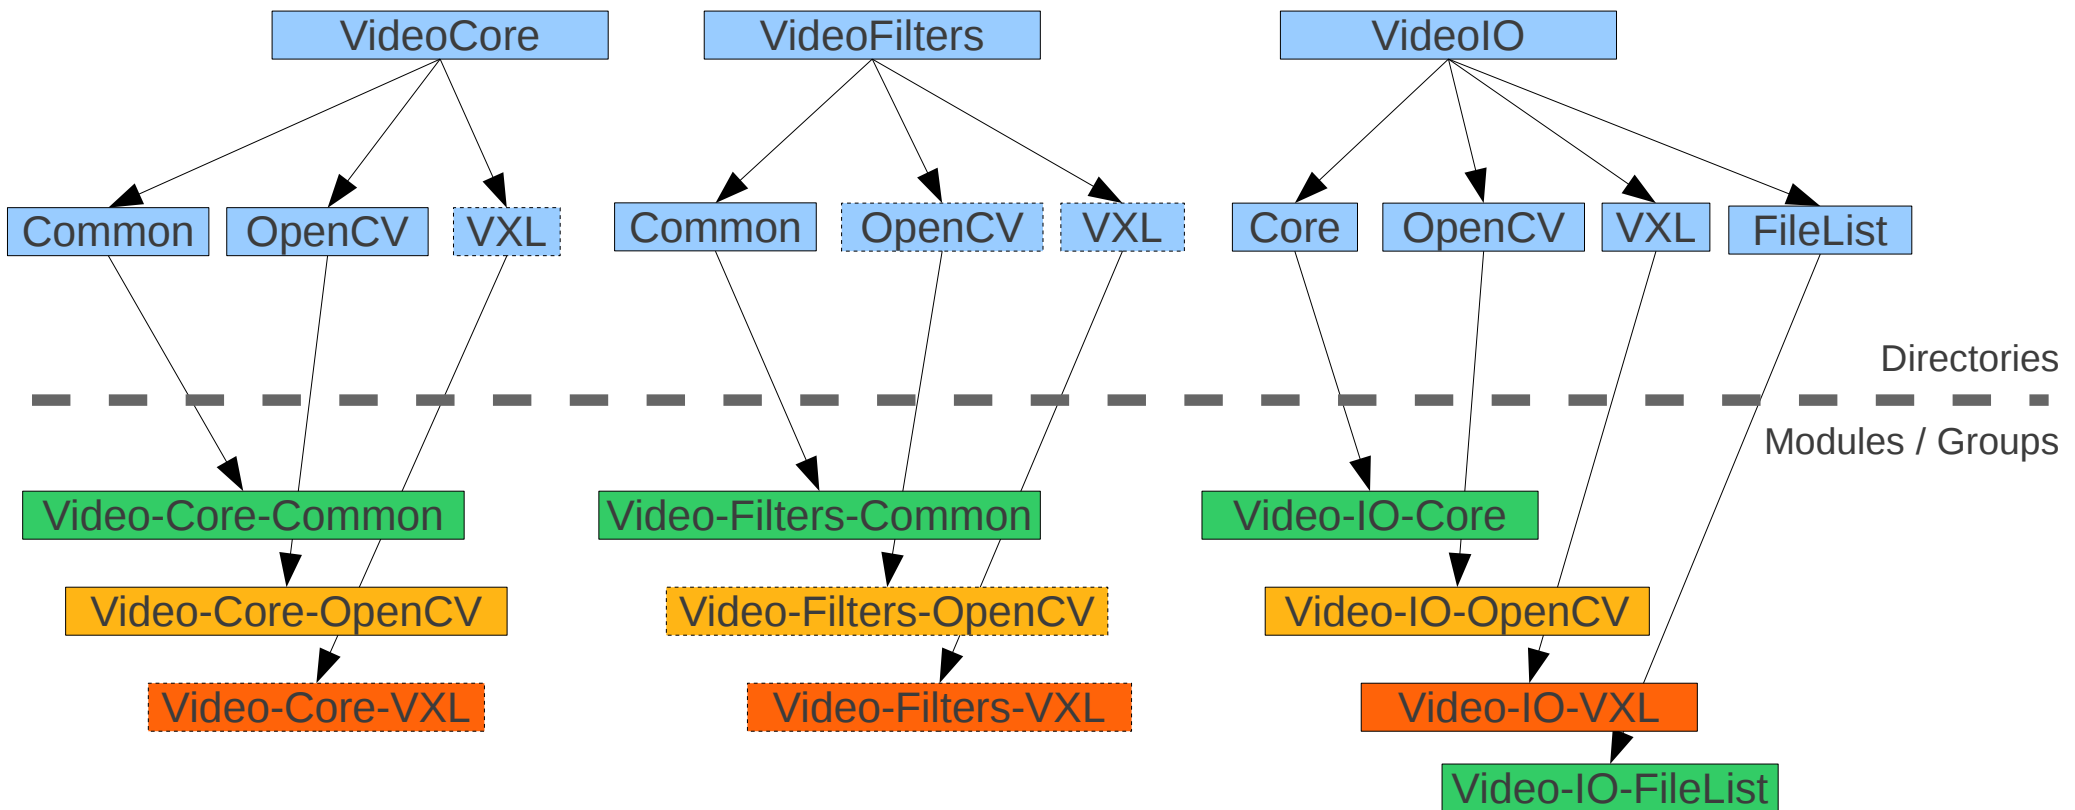 VideoCore
VideoFilters
VideoIO
Common
OpenCV
VXL
Common
OpenCV
VXL
Core
OpenCV
VXL
FileList
Directories
Modules / Groups
Video-Core-Common
Video-Filters-Common
Video-IO-Core
Video-Core-OpenCV
Video-Filters-OpenCV
Video-IO-OpenCV
Video-Core-VXL
Video-Filters-VXL
Video-IO-VXL
Video-IO-FileList